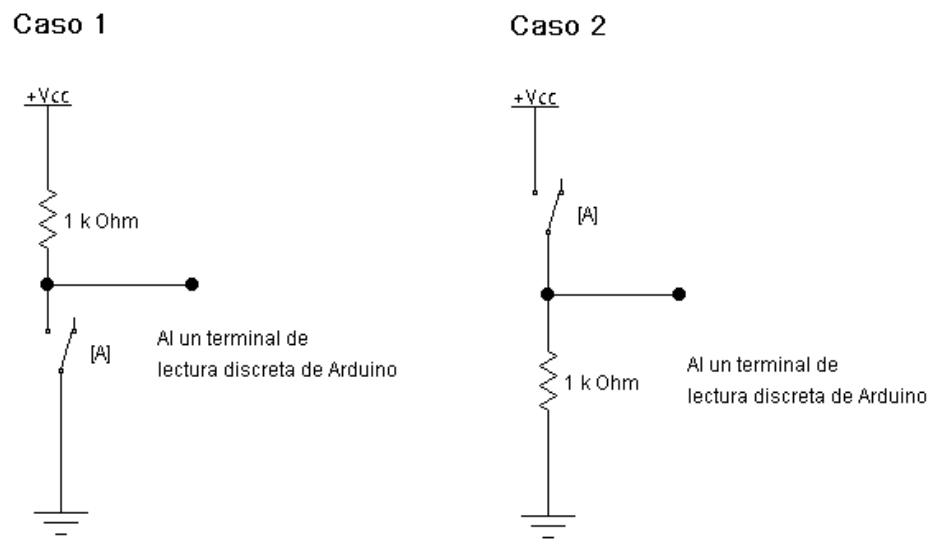 Caso 1
+Vcc
1 k Ohm
[A]
Al un terminal de
lectura discreta de Arduino
Caso 2
+Vcc
[A]
1 k Ohm
Al un terminal de
lectura discreta de Arduino